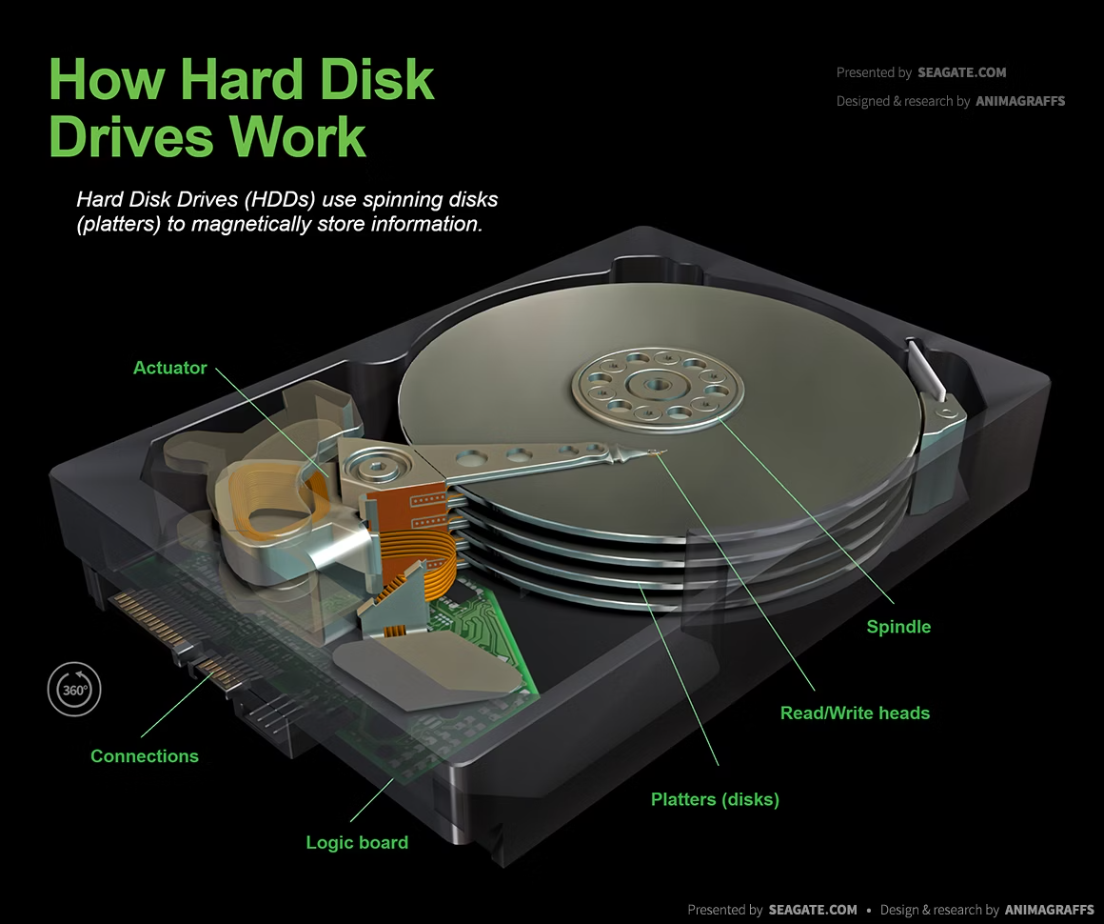 How Hard Disk
Drives Work
Presented by SEAGATE.COM
Designed & research by ANIMAGRAFFS
Hard Disk Drives (HDDs) use spinning disks
(platters) to magnetically store information.
Actuator
Spindle
360°
Read/Write heads
Connections
Platters (disks)
Logic board
Presented by SEAGATE.COM • Design & research by ANIMAGRAFFS